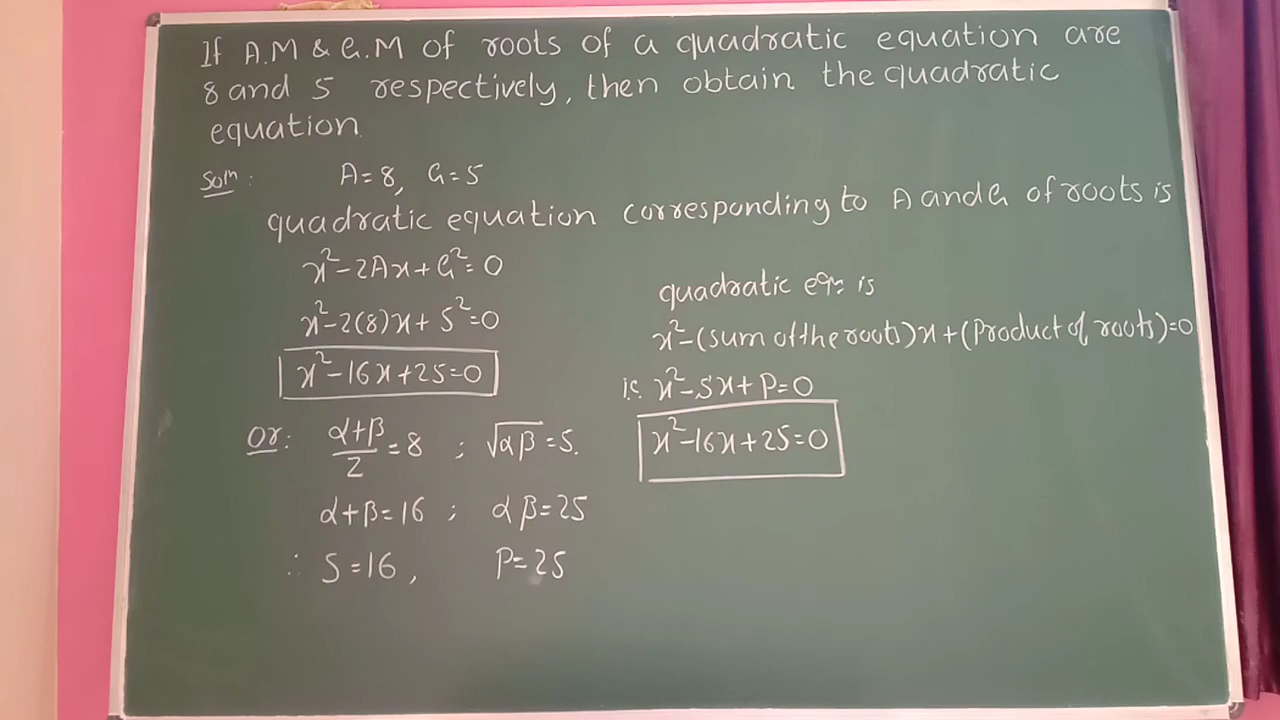 If A.M & G.M of roots of a quadratic equation are
8 and 5 respectively, then obtain the quadratic
equation.
Soln: A=8, G=5
quadratic equation corresponding to A and G of roots is
x²-2Ax+G²=0
x²-2(8)x+5²=0
x²-16x+25=0
Or: α+β/2=8 ; √αβ=5.
α+β=16 ; αβ=25
∴ S=16, P=25
quadratic eqn is
x²-(sum of the roots)x+(Product of roots)=0
i.e. x²-Sx+P=0
x²-16x+25=0